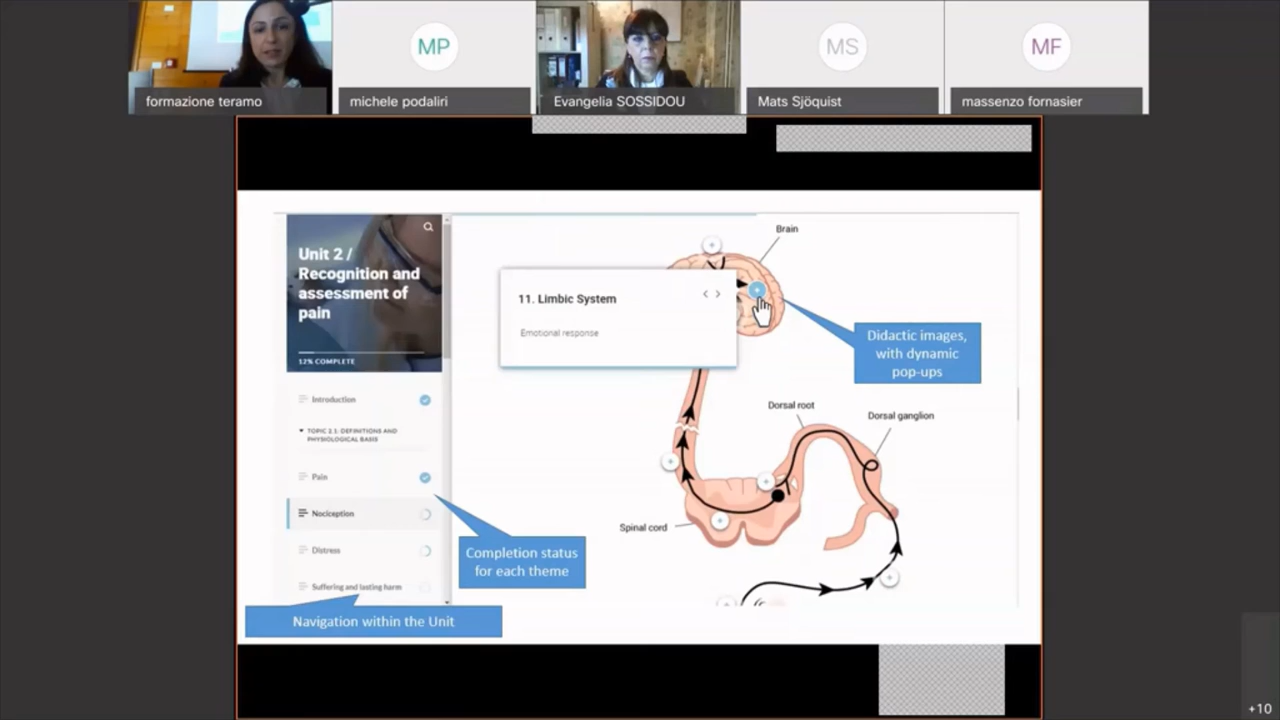 MP
MS
MF
formazione teramo
michele podaliri
Evangelia SOSSIDOU
Mats Sjöquist
massenzo fornasier
Unit 2 /
Recognition and
assessment of
pain
12% COMPLETE
Introduction
TOPIC 2.1: DEFINITIONS AND
PHYSIOLOGICAL BASIS
Pain
Nociception
Distress
Suffering and lasting harm
Brain
11. Limbic System
Emotional response
Didactic images,
with dynamic
pop-ups
Dorsal root
Dorsal ganglion
Spinal cord
Completion status
for each theme
Navigation within the Unit
+10